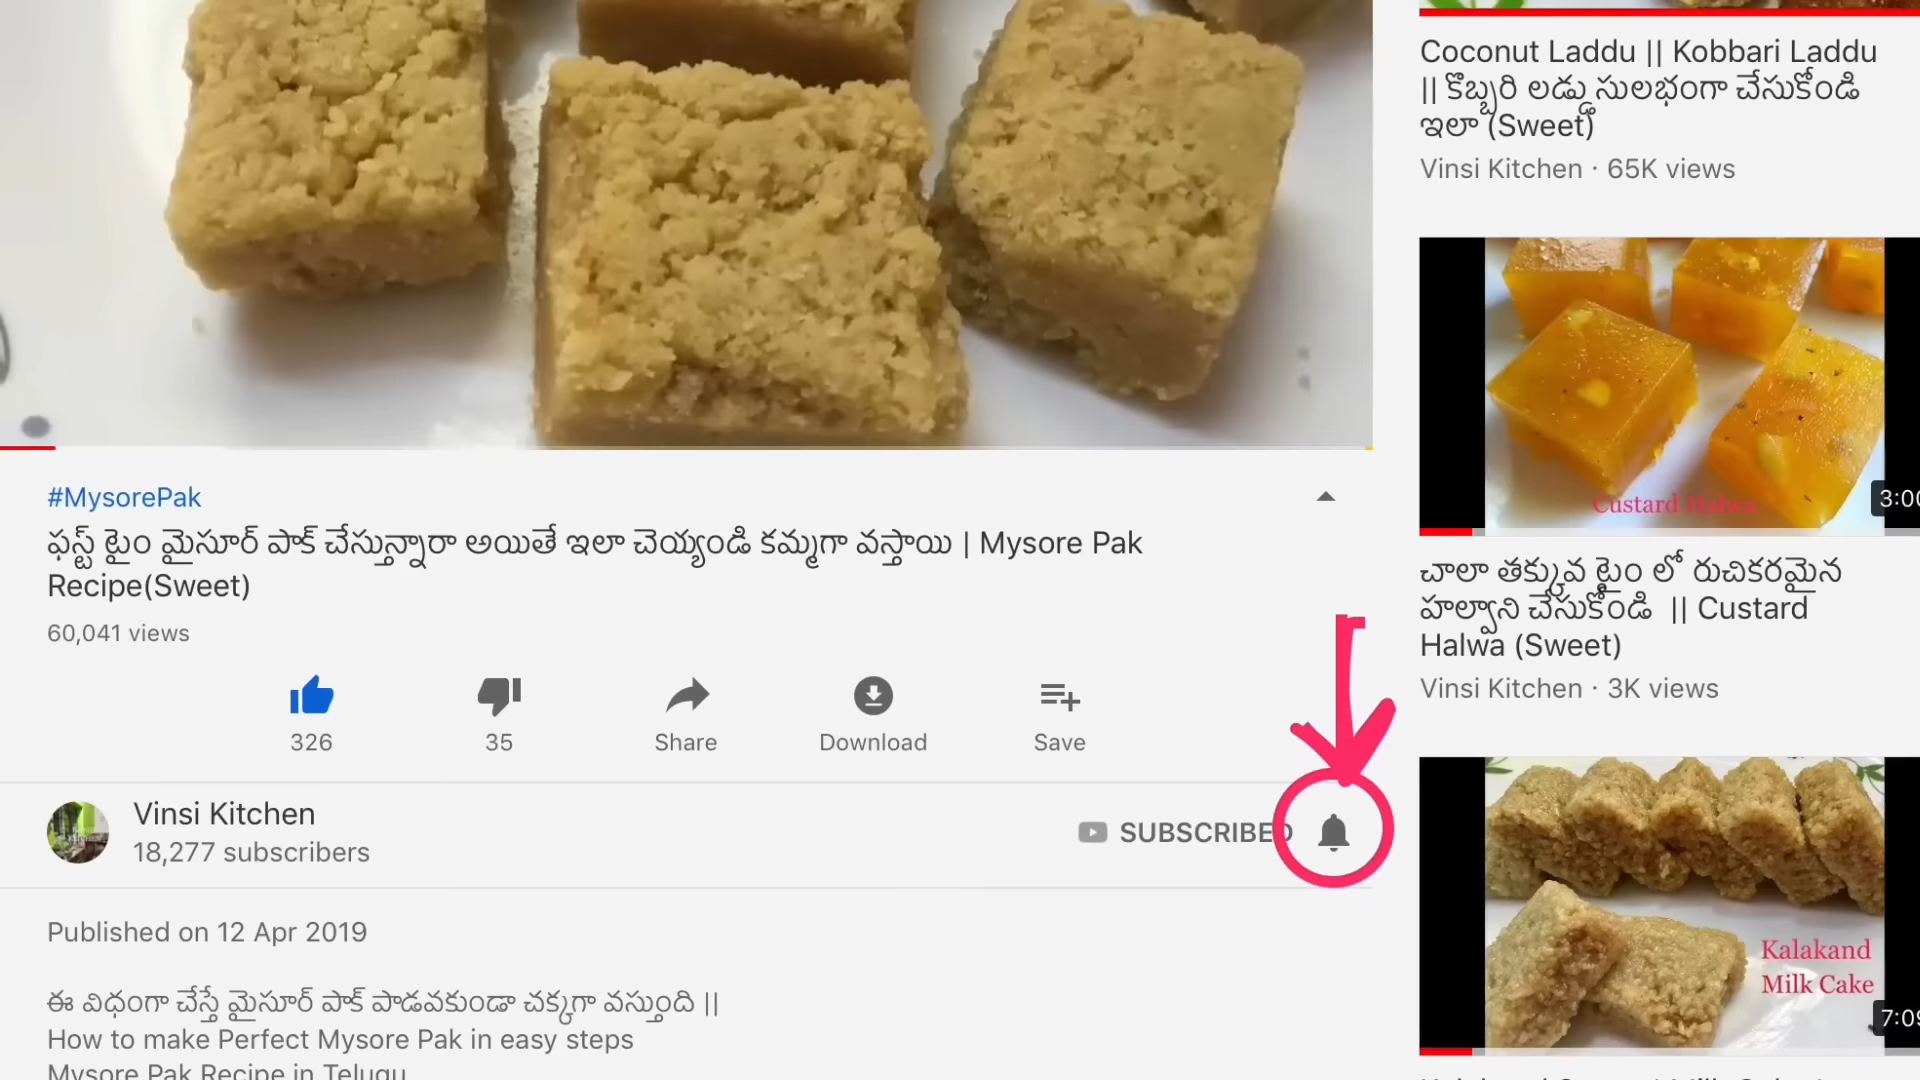 #MysorePak
ఫస్ట్ టైం మైసూర్ పాక్ చేస్తున్నారా అయితే ఇలా చెయ్యండి కమ్మగా వస్తాయి | Mysore Pak
Recipe(Sweet)
60,041 views
326
35
Share
Download
Save
Vinsi Kitchen
18,277 subscribers
SUBSCRIBED
Published on 12 Apr 2019
ఈ విధంగా చేస్తే మైసూర్ పాక్ పాడవకుండా చక్కగా వస్తుంది ||
How to make Perfect Mysore Pak in easy steps
Mysore Pak Recipe in Telugu
Coconut Laddu || Kobbari Laddu
|| కొబ్బరి లడ్డు సులభంగా చేసుకోండి
ఇలా (Sweet)
Vinsi Kitchen · 65K views
Custard Halwa
3:00
చాలా తక్కువ టైం లో రుచికరమైన
హల్వాని చేసుకోండి || Custard
Halwa (Sweet)
Vinsi Kitchen · 3K views
Kalakand
Milk Cake
7:09